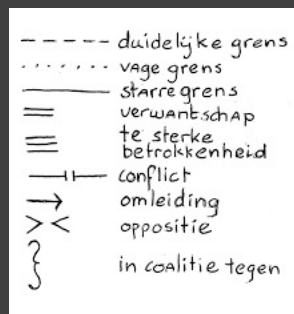 duidelijke grens
vage grens
starre grens
verwantschap
te sterke
betrokkenheid
conflict
omleiding
oppositie
in coalitie tegen